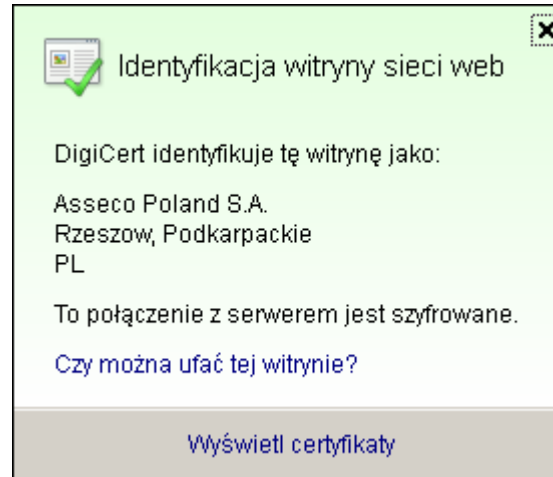 Identyfikacja witryny sieci web
DigiCert identyfikuje tę witrynę jako:
Asseco Poland S.A.
Rzeszow, Podkarpackie
PL
To połączenie z serwerem jest szyfrowane.
Czy można ufać tej witrynie?
Wyświetl certyfikaty